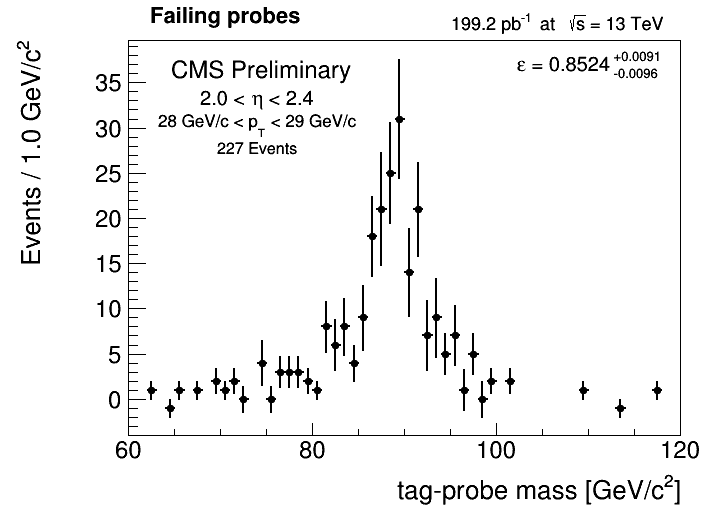 Failing probes
199.2 pb⁻¹ at √s = 13 TeV
CMS Preliminary
2.0 < η < 2.4
28 GeV/c < p_T < 29 GeV/c
227 Events
ε = 0.8524 +0.0091 -0.0096
Events / 1.0 GeV/c²
35
30
25
20
15
10
5
0
60 80 100 120
tag-probe mass [GeV/c²]